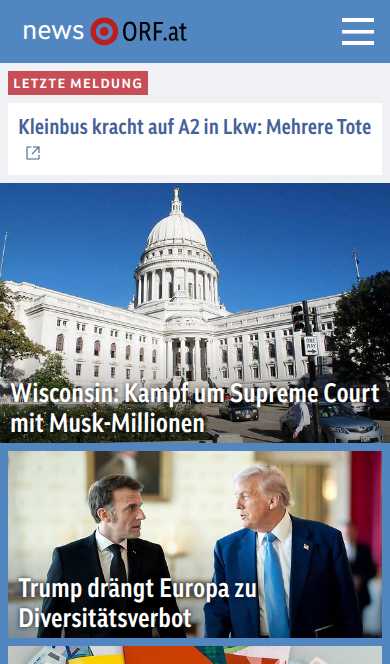 news ORF.at
LETZTE MELDUNG
Kleinbus kracht auf A2 in Lkw: Mehrere Tote
Wisconsin: Kampf um Supreme Court
mit Musk-Millionen
Trump drängt Europa zu
Diversitätsverbot